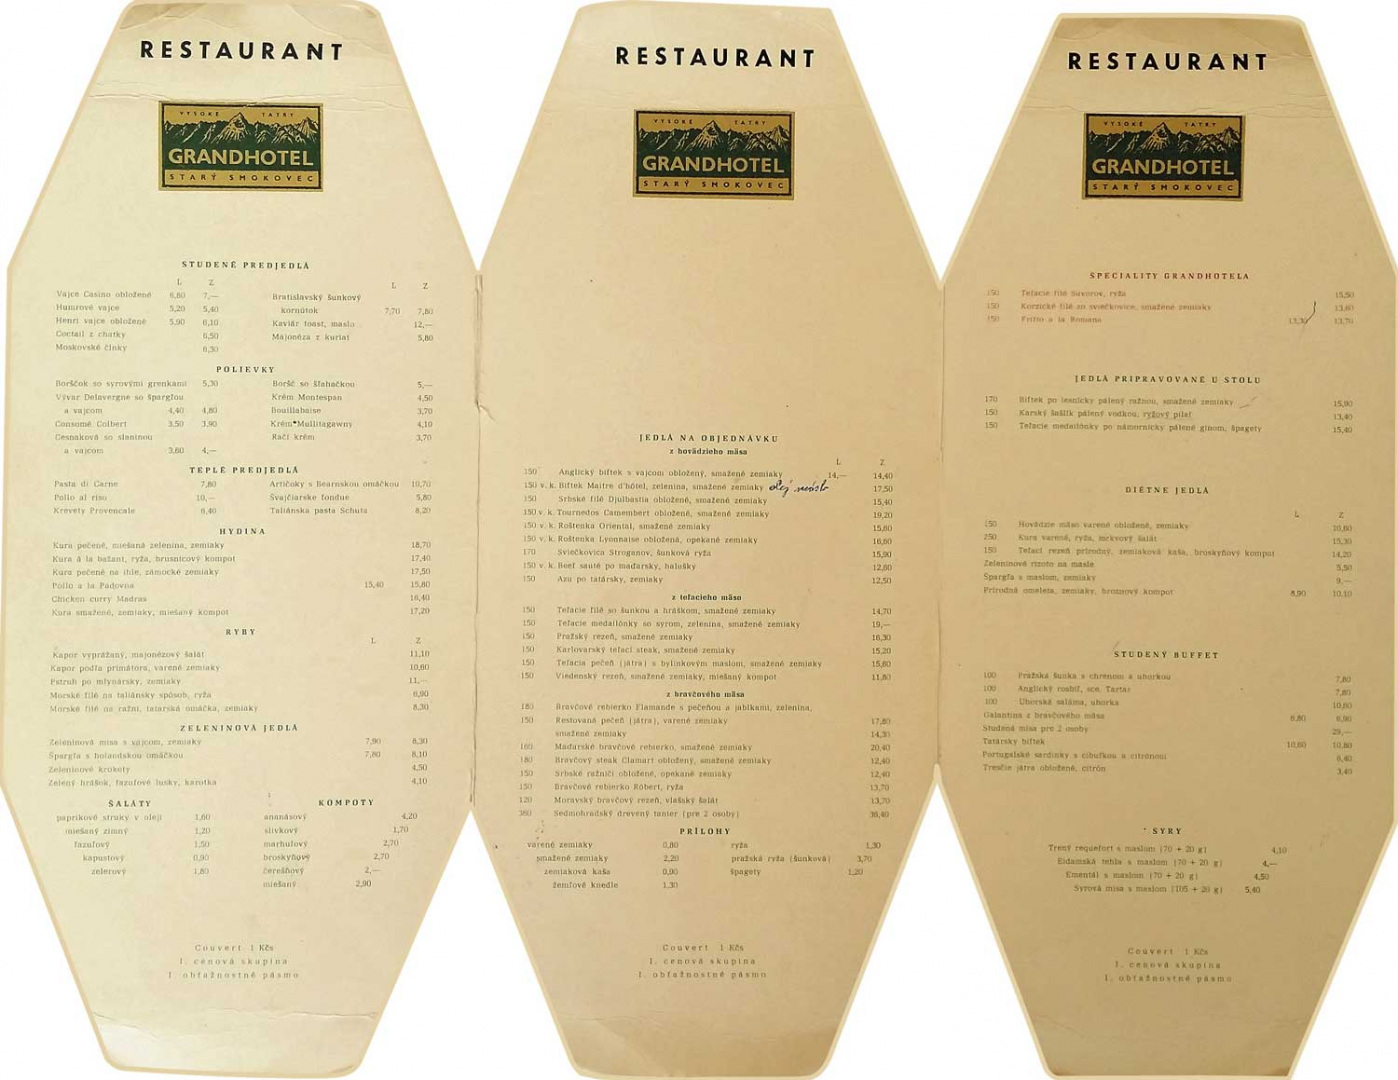 RESTAURANT
VYSOKÉ TATRY
GRANDHOTEL
STARÝ SMOKOVEC
STUDENÉ PREDJEDLÁ
L Z
Vajce Casino obložené 6,80 7,—
Humrové vajce 5,20 5,40
Henri vajce obložené 5,90 6,10
Coctail z chatky 6,50
Moskovské člnky 6,30
L Z
Bratislavský šunkový
kornútok 7,70 7,80
Kaviár toast, maslo 12,—
Majonéza z kuriat 5,80
POLIEVKY
Borščok so syrovými grenkami 5,30
Vývar Delavergne so špargľou
a vajcom 4,40 4,80
Consomé Colbert 3,50 3,90
Cesnaková so slaninou
a vajcom 3,60 4,—
Boršč so šľahačkou 5,—
Krém Montespan 4,50
Bouillabaise 3,70
Krém Mullitagawny 4,10
Račí krém 3,70
TEPLÉ PREDJEDLÁ
Pasta di Carne 7,80
Pollo al riso 10,—
Krevety Provencale 6,40
Artičoky s Bearnskou omáčkou 10,70
Švajčiarske fondue 5,80
Taliánska pasta Schuta 8,20
HYDINA
Kura pečené, miešaná zelenina, zemiaky 18,70
Kura á la bažant, ryža, brusnicový kompot 17,40
Kura pečené na ihle, zámocké zemiaky 17,50
Pollo a la Padovna 15,40 15,80
Chicken curry Madras 16,40
Kura smažené, zemiaky, miešaný kompot 17,20
RYBY
L Z
Kapor vyprážaný, majonézový šalát 11,10
Kapor podľa primátora, varené zemiaky 10,60
Pstruh po mlynársky, zemiaky 11,—
Morské filé na taliánsky spôsob, ryža 6,90
Morské filé na ražni, tatarská omáčka, zemiaky 8,30
ZELENINOVÁ JEDLÁ
Zeleninová misa s vajcom, zemiaky 7,90 8,30
Špargľa s holandskou omáčkou 7,80 8,10
Zeleninové krokety 4,50
Zelený hrášok, fazuľové lusky, karotka 4,10
ŠALÁTY
paprikové struky v oleji 1,60
miešaný zimný 1,20
fazuľový 1,50
kapustový 0,90
zelerový 1,80
KOMPOTY
ananásový 4,20
slivkový 1,70
marhuľový 2,70
broskyňový 2,70
čerešňový 2,—
miešaný 2,90
Couvert 1 Kčs
I. cenová skupina
I. obťažnostné pásmo
RESTAURANT
VYSOKÉ TATRY
GRANDHOTEL
STARÝ SMOKOVEC
JEDLÁ NA OBJEDNÁVKU
z hovädzieho mäsa
L Z
150 Anglický biftek s vajcom obložený, smažené zemiaky 14,— 14,40
150 v. k. Biftek Maitre d'hôtel, zelenina, smažené zemiaky 17,50
150 Srbské filé Djulbastia obložené, smažené zemiaky 15,40
150 v. k. Tournedos Camembert obložené, smažené zemiaky 19,20
150 v. k. Roštenka Oriental, smažené zemiaky 15,60
150 v. k. Roštenka Lyonnaise obložená, opekané zemiaky 16,60
170 Sviečkovica Stroganov, šunková ryža 15,90
150 v. k. Beef sauté po maďarsky, halušky 12,60
150 Azu po tatársky, zemiaky 12,50
z teľacieho mäsa
150 Teľacie filé so šunkou a hráškom, smažené zemiaky 14,70
150 Teľacie medailónky so syrom, zelenina, smažené zemiaky 19,—
150 Pražský rezeň, smažené zemiaky 16,30
150 Karlovarský teľací steak, smažené zemiaky 15,20
150 Teľacia pečeň (játra) s bylinkovým maslom, smažené zemiaky 15,60
150 Viedenský rezeň, smažené zemiaky, miešaný kompot 11,80
z bravčového mäsa
180 Bravčové rebierko Flamande s pečeňou a jablkami, zelenina,
150 Restovaná pečeň (játra), varené zemiaky 17,80
smažené zemiaky 14,30
160 Maďarské bravčové rebierko, smažené zemiaky 20,40
180 Bravčový steak Clamart obložený, smažené zemiaky 12,40
150 Srbské ražniči obložené, opekané zemiaky 12,40
150 Bravčové rebierko Róbert, ryža 13,70
120 Moravský bravčový rezeň, vlašský šalát 13,70
380 Sedmohradský drevený tanier (pre 2 osoby) 38,40
PRÍLOHY
varené zemiaky 0,80
smažené zemiaky 2,20
zemiaková kaša 0,90
žemľové knedle 1,30
ryža 1,30
pražská ryža (šunková) 3,70
špagety 1,20
Couvert 1 Kčs
I. cenová skupina
I. obťažnostné pásmo
RESTAURANT
VYSOKÉ TATRY
GRANDHOTEL
STARÝ SMOKOVEC
ŠPECIALITY GRANDHOTELA
150 Teľacie filé Suvorov, ryža 15,50
150 Korzické filé zo sviečkovice, smažené zemiaky 13,60
150 Fritto a la Romana 13,30 13,70
JEDLÁ PRIPRAVOVANÉ U STOLU
170 Biftek po lesnícky pálený ražnou, smažené zemiaky 15,90
150 Karský šašlik pálený vodkou, ryžový pilaf 13,40
150 Teľacie medailónky po námornícky pálené ginom, špagety 15,40
DIÉTNE JEDLÁ
L Z
150 Hovädzie mäso varené obložené, zemiaky 10,60
250 Kura varené, ryža, mrkvový šalát 15,30
150 Teľací rezeň prírodný, zemiaková kaša, broskyňový kompot 14,20
Zeleninové rizoto na masle 5,50
Špargľa s maslom, zemiaky 9,—
Prírodná omeleta, zemiaky, hroznový kompot 8,90 10,10
STUDENÝ BUFFET
100 Pražská šunka s chrenom a uhorkou 7,80
100 Anglický rosbíf, sce. Tartar 7,80
100 Uhorská saláma, uhorka 10,60
Galantina z bravčového mäsa 6,80 6,90
Studená misa pre 2 osoby 29,—
Tatársky biftek 10,60 10,80
Portugalské sardinky s cibuľkou a citrónom 6,40
Tresčie játra obložené, citrón 3,40
SYRY
Trený roquefort s maslom (70 + 20 g) 4,10
Eidamská tehla s maslom (70 + 20 g) 4,—
Ementál s maslom (70 + 20 g) 4,50
Syrová misa s maslom (105 + 20 g) 5,40
Couvert 1 Kčs
I. cenová skupina
I. obťažnostné pásmo